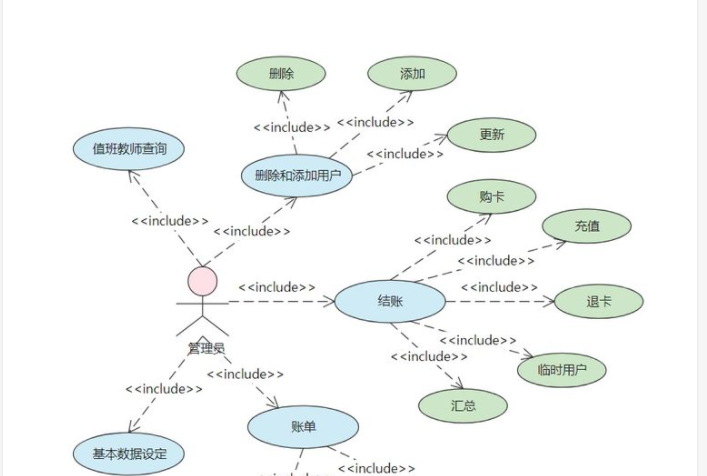 删除
添加
<<include>>
<<include>>
更新
值班教师查询
<<include>>
删除和添加用户
购卡
<<include>>
<<include>>
充值
<<include>>
<<include>>
<<include>>
<<include>>
退卡
结账
<<include>>
管理员
<<include>>
临时用户
<<include>>
<<include>>
汇总
账单
基本数据设定
<<include>>